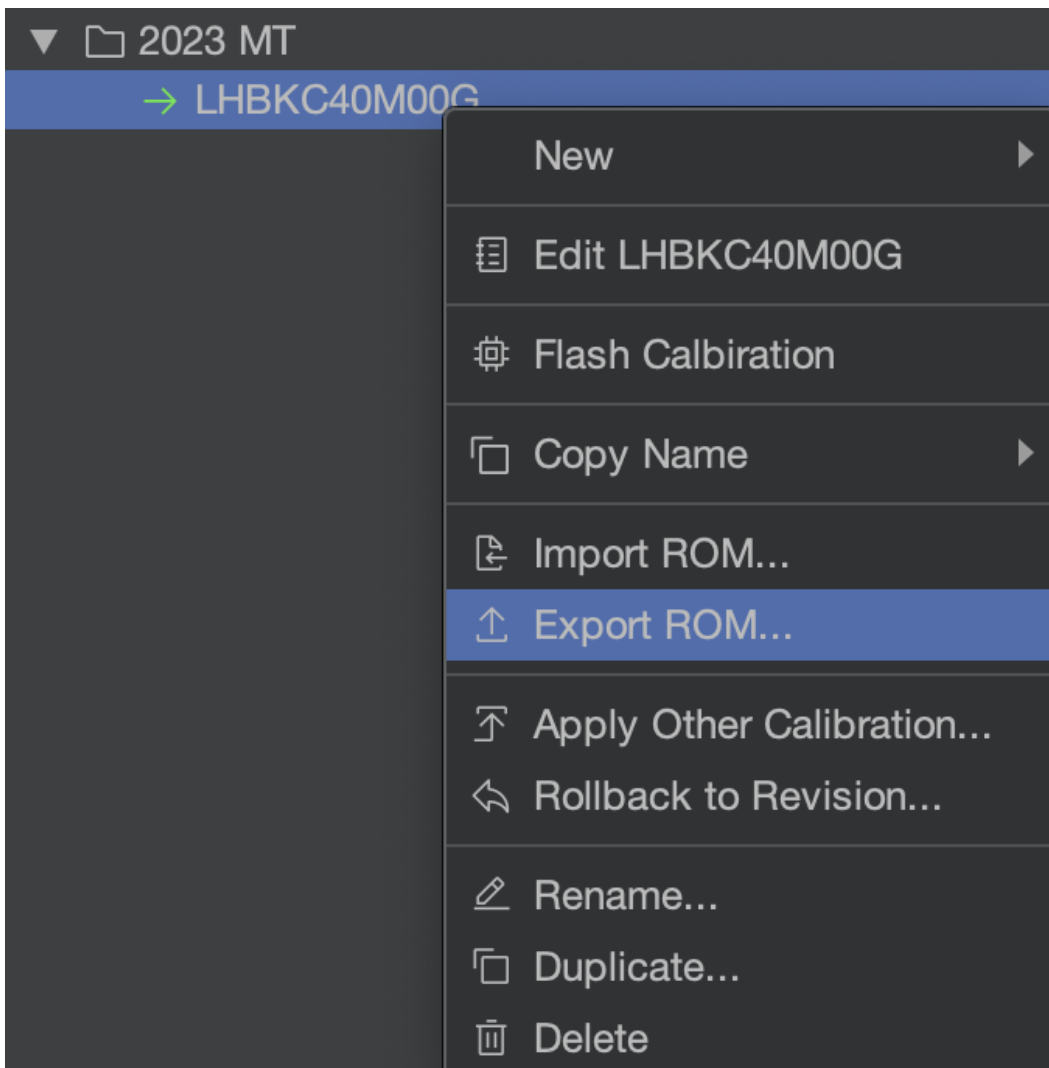 2023 MT
LHBKC40M00G
New
Edit LHBKC40M00G
Flash Calbiration
Copy Name
Import ROM...
Export ROM...
Apply Other Calibration...
Rollback to Revision...
Rename...
Duplicate...
Delete